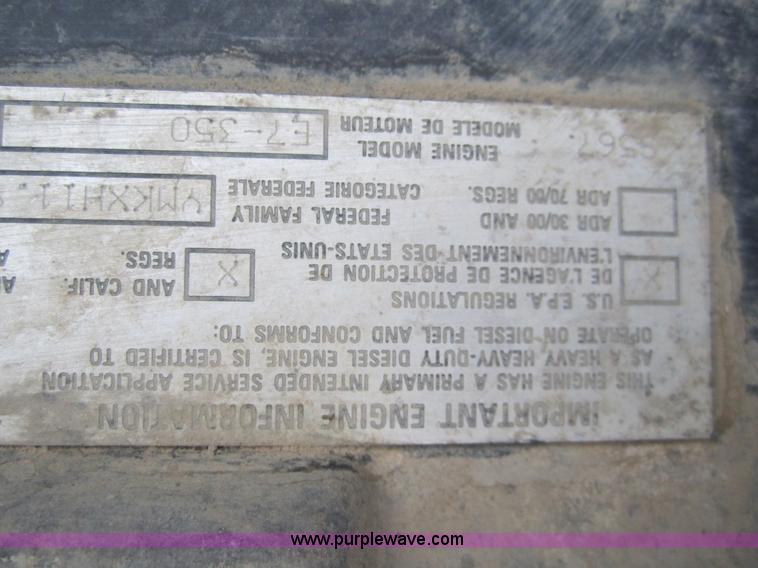 IMPORTANT ENGINE INFORMATION
THIS ENGINE HAS A PRIMARY INTENDED SERVICE APPLICATION
AS A HEAVY HEAVY-DUTY DIESEL ENGINE, IS CERTIFIED TO
OPERATE ON DIESEL FUEL AND CONFORMS TO:
U.S. E.P.A. REGULATIONS
X DE L'AGENCE DE PROTECTION DE
L'ENVIRONNEMENT DES ETATS-UNIS
X AND CALIF.
REGS.
ADR 30/00 AND
ADR 70/00 REGS.
FEDERAL FAMILY
CATEGORIE FEDERALE
YMKXH11.
ENGINE MODEL
MODELE DE MOTEUR
E7-350
www.purplewave.com